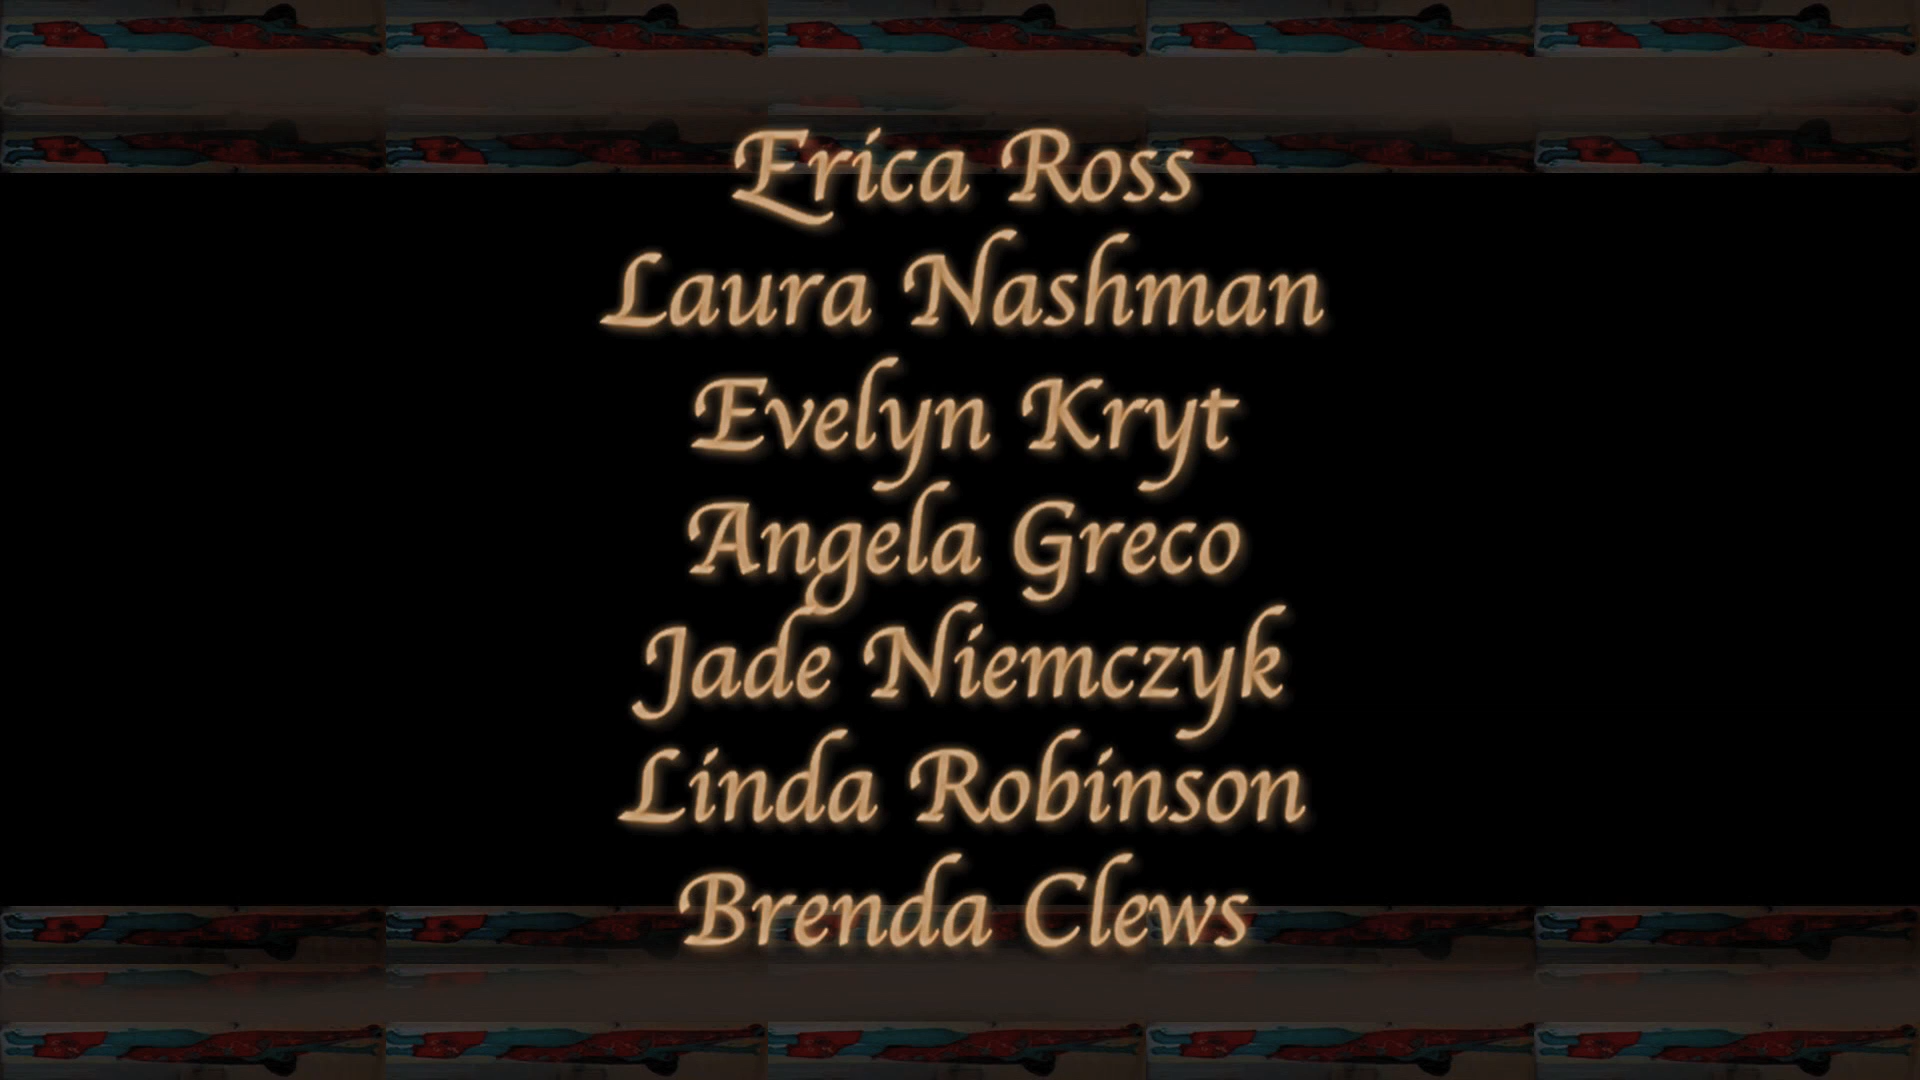 Erica Ross
Laura Nashman
Evelyn Kryt
Angela Greco
Jade Niemczyk
Linda Robinson
Brenda Clews